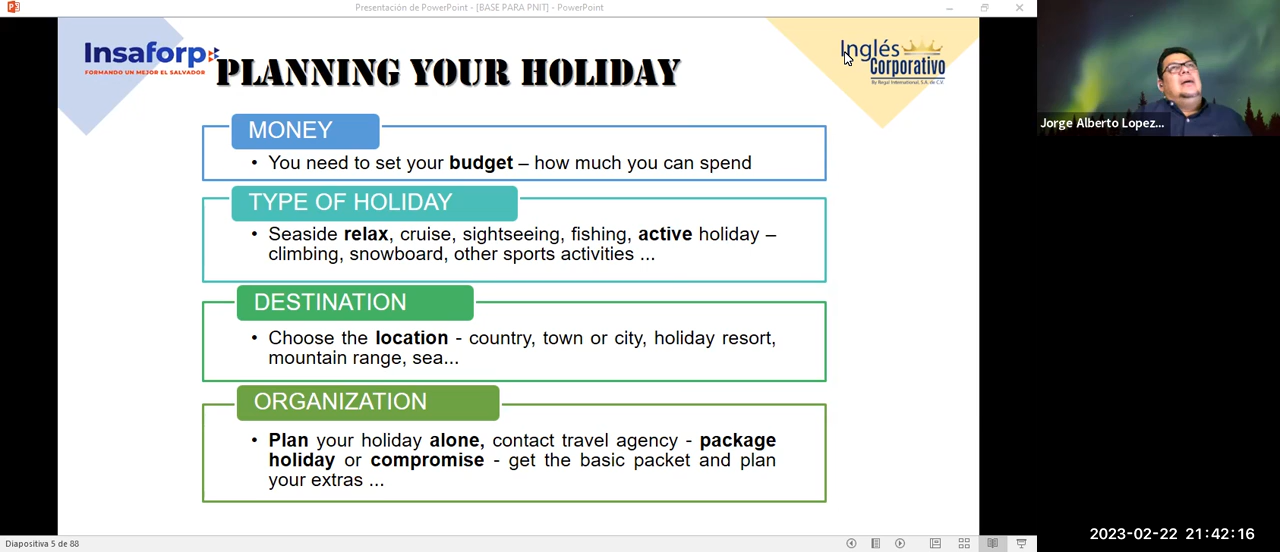 Presentación de PowerPoint - [BASE PARA PNIT] - PowerPoint
Insaforp
FORMANDO UN MEJOR EL SALVADOR
PLANNING YOUR HOLIDAY
Inglés
Corporativo
By Regal International, S.A. de C.V.
Jorge Alberto Lopez...
MONEY
• You need to set your budget – how much you can spend
TYPE OF HOLIDAY
• Seaside relax, cruise, sightseeing, fishing, active holiday –
climbing, snowboard, other sports activities ...
DESTINATION
• Choose the location - country, town or city, holiday resort,
mountain range, sea...
ORGANIZATION
• Plan your holiday alone, contact travel agency - package
holiday or compromise - get the basic packet and plan
your extras ...
2023-02-22 21:42:16
Diapositiva 5 de 88